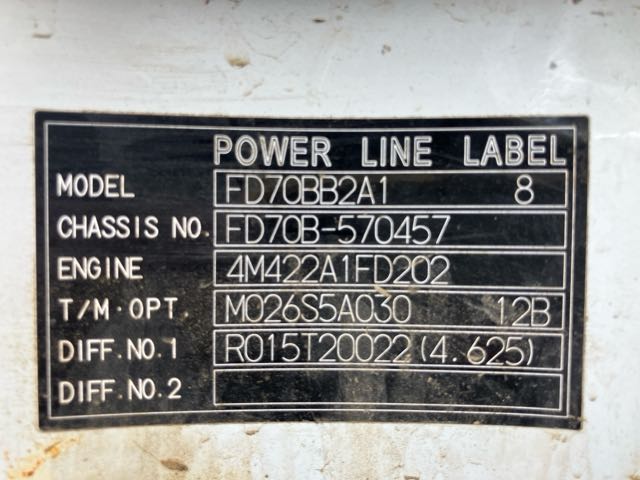 POWER LINE LABEL
MODEL FD70BB2A1 8
CHASSIS NO. FD70B-570457
ENGINE 4M422A1FD202
T/M·OPT. M026S5A030 12B
DIFF.NO.1 R015T20022(4.625)
DIFF.NO.2